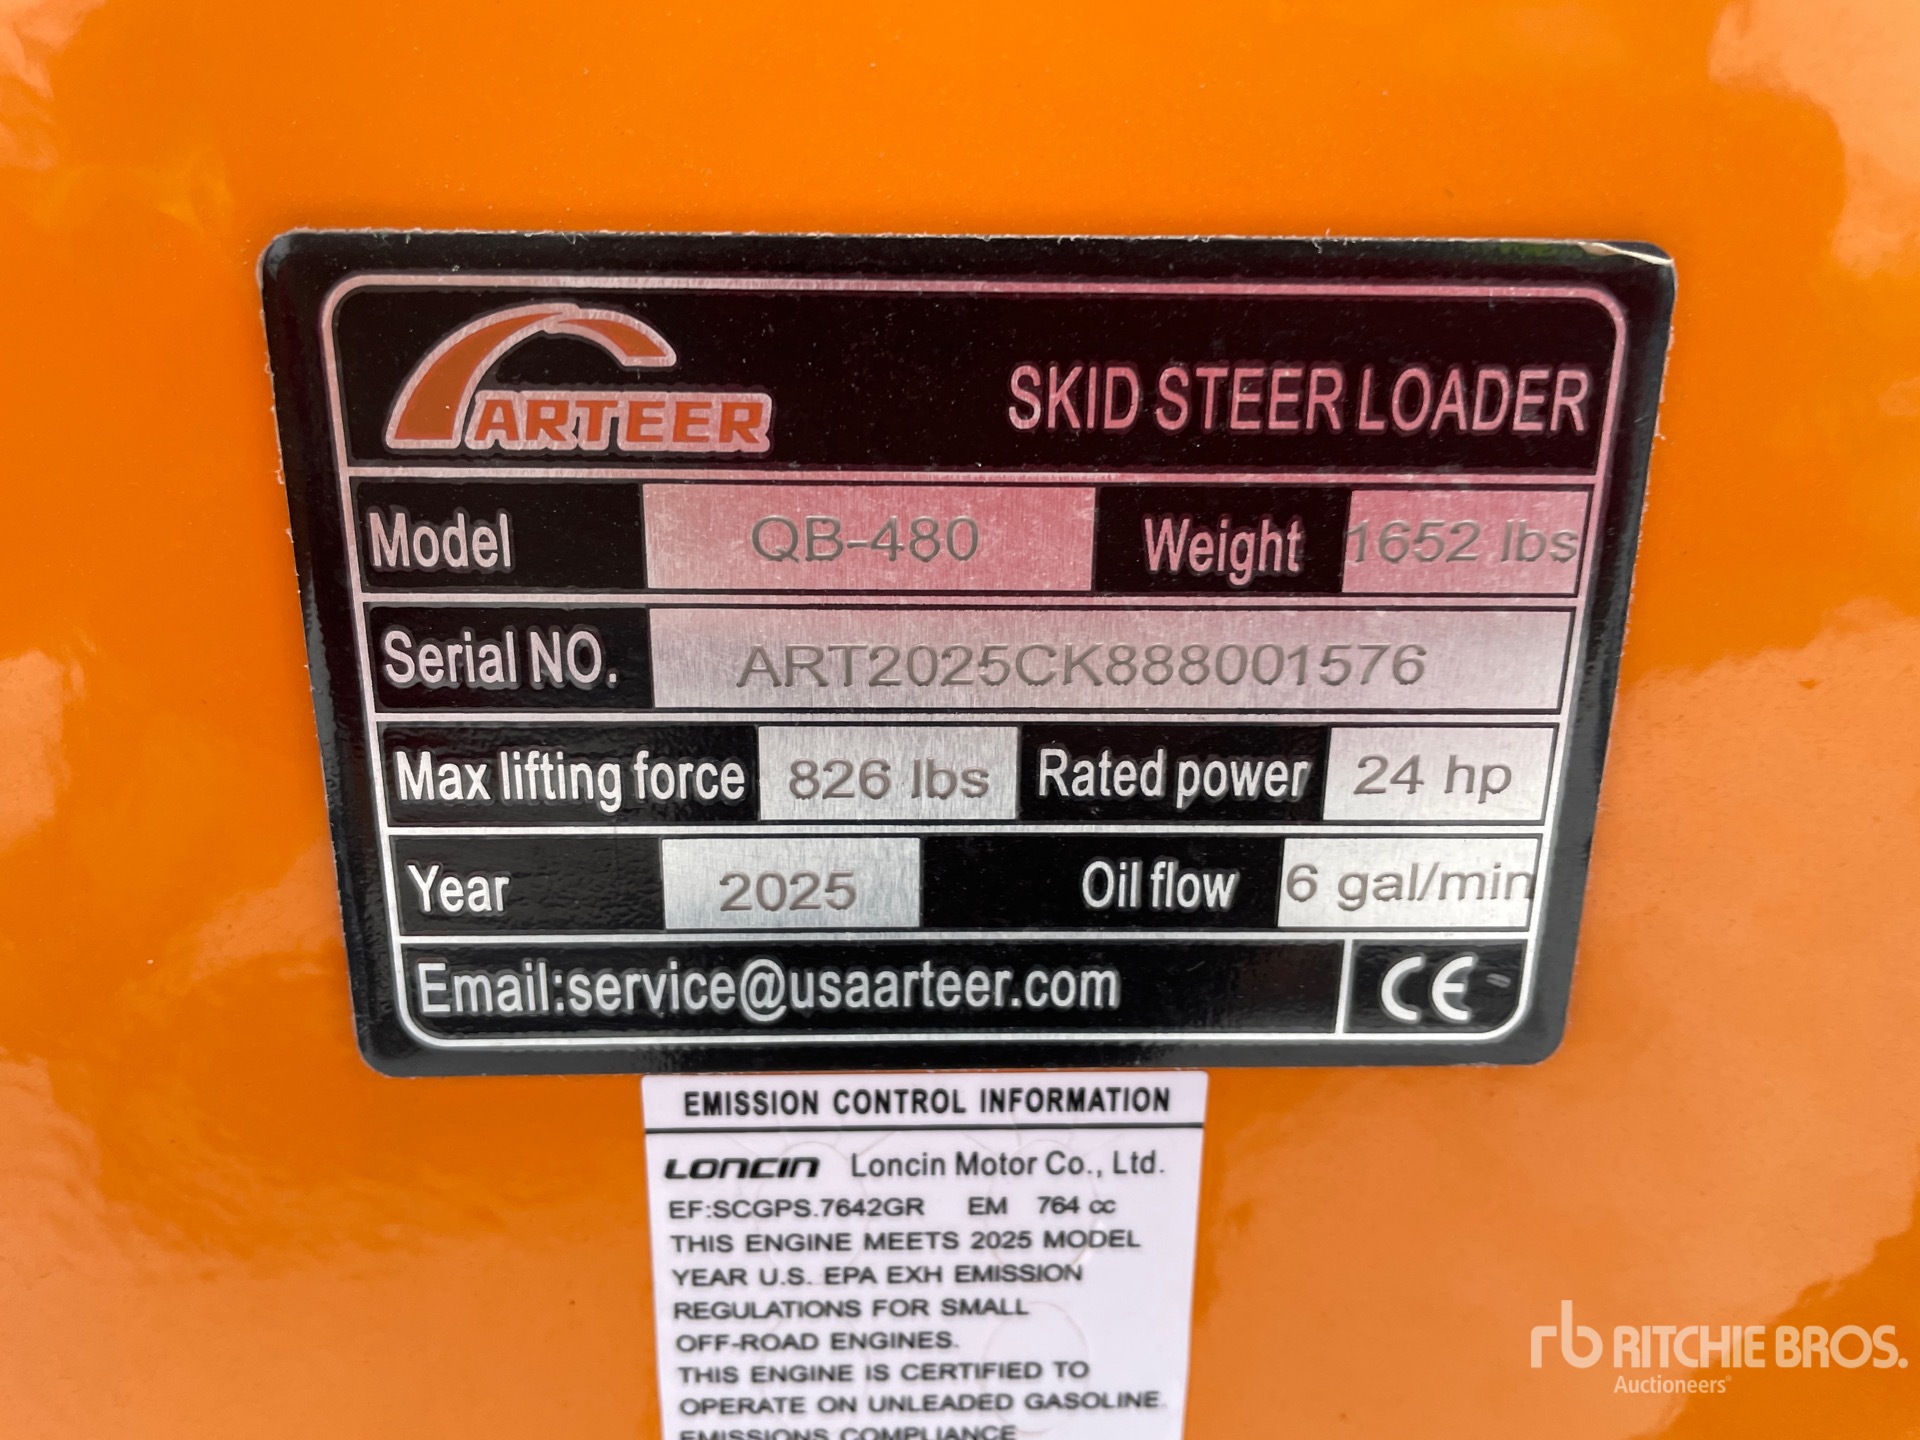 ARTEER
SKID STEER LOADER
Model QB-480 Weight 1652 lbs
Serial NO. ART2025CK888001576
Max lifting force 826 lbs Rated power 24 hp
Year 2025 Oil flow 6 gal/min
Email:service@usaarteer.com CE
EMISSION CONTROL INFORMATION
LONCIN Loncin Motor Co., Ltd.
EF:SCGPS.7642GR EM 764 cc
THIS ENGINE MEETS 2025 MODEL
YEAR U.S. EPA EXH EMISSION
REGULATIONS FOR SMALL
OFF-ROAD ENGINES.
THIS ENGINE IS CERTIFIED TO
OPERATE ON UNLEADED GASOLINE.
EMISSIONS COMPLIANCE
rb RITCHIE BROS.
Auctioneers